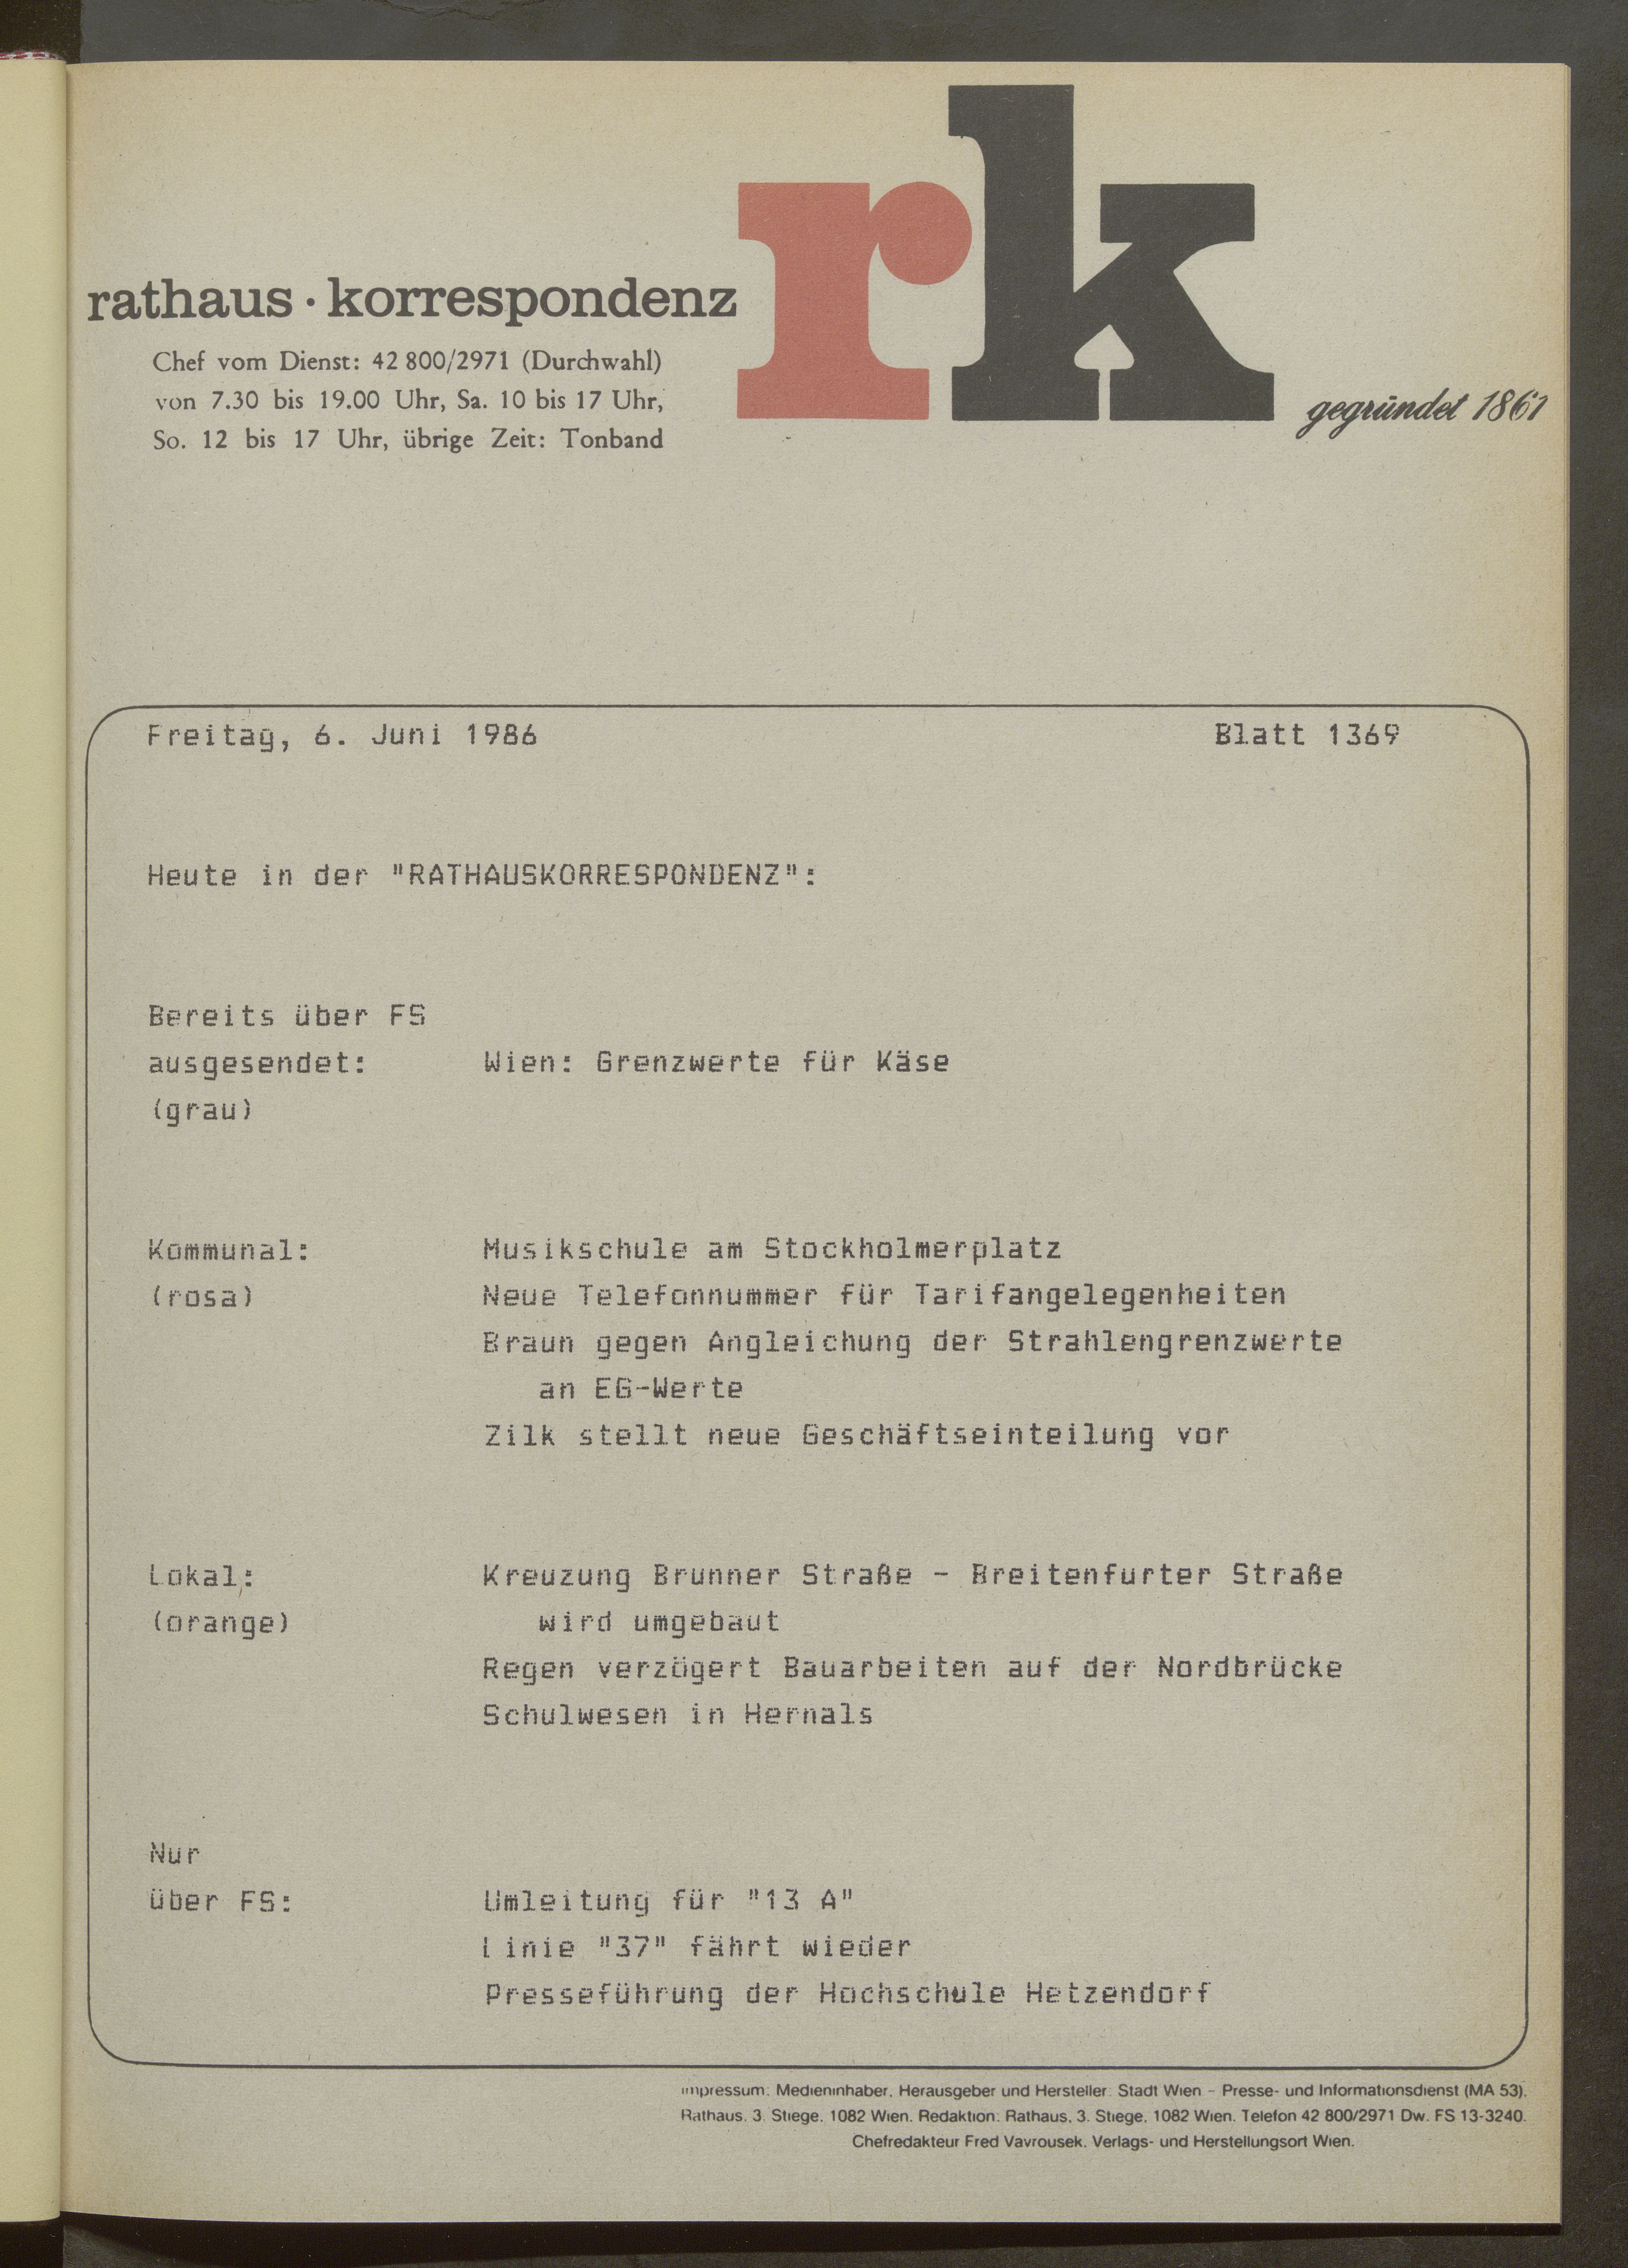 rk
rathaus · korrespondenz
Chef vom Dienst: 42 800/2971 (Durchwahl)
von 7.30 bis 19.00 Uhr, Sa. 10 bis 17 Uhr,
So. 12 bis 17 Uhr, übrige Zeit: Tonband
gegründet 1861
Freitag, 6. Juni 1986 Blatt 1369
Heute in der "RATHAUSKORRESPONDENZ":
Bereits über FS
ausgesendet: Wien: Grenzwerte für Käse
(grau)
Kommunal: Musikschule am Stockholmerplatz
(rosa) Neue Telefonnummer für Tarifangelegenheiten
Braun gegen Angleichung der Strahlengrenzwerte
an EG-Werte
Zilk stellt neue Geschäftseinteilung vor
Lokal: Kreuzung Brunner Straße - Breitenfurter Straße
(orange) wird umgebaut
Regen verzögert Bauarbeiten auf der Nordbrücke
Schulwesen in Hernals
Nur
über FS: Umleitung für "13 A"
Linie "37" fährt wieder
Presseführung der Hochschule Hetzendorf
Impressum: Medieninhaber, Herausgeber und Hersteller: Stadt Wien – Presse- und Informationsdienst (MA 53).
Rathaus, 3. Stiege, 1082 Wien. Redaktion: Rathaus, 3. Stiege, 1082 Wien. Telefon 42 800/2971 Dw. FS 13-3240.
Chefredakteur Fred Vavrousek. Verlags- und Herstellungsort Wien.